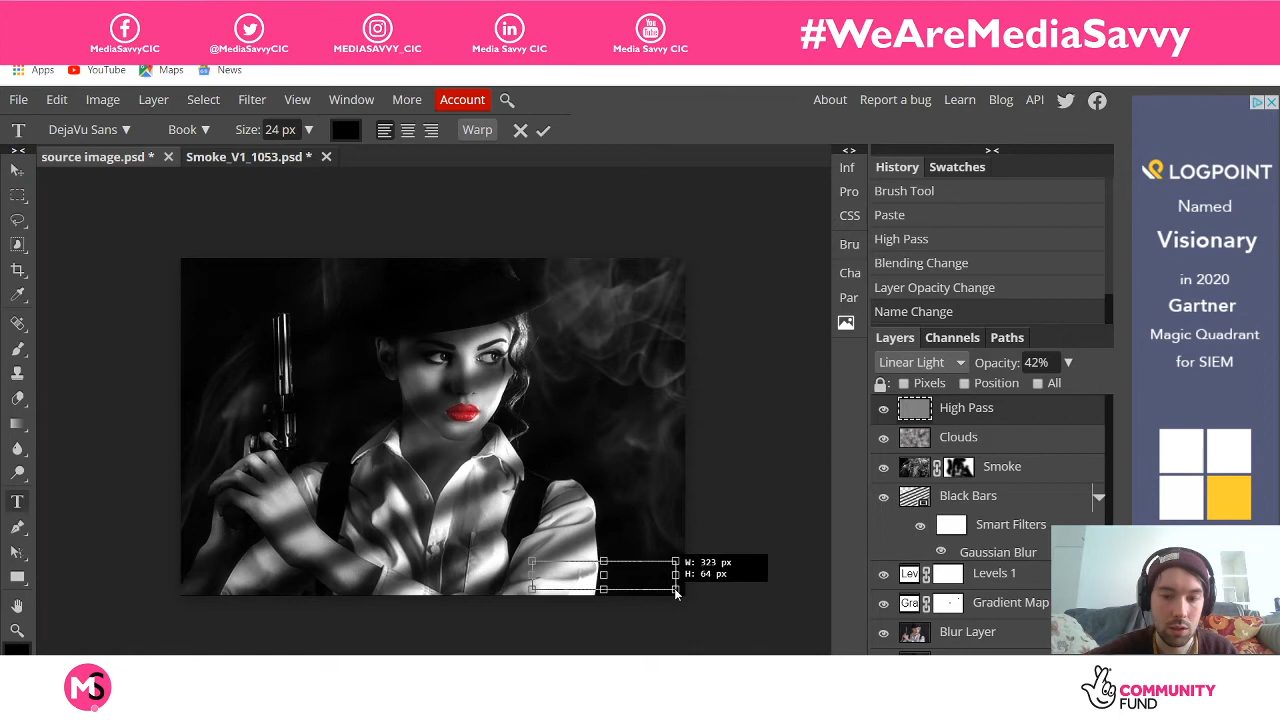 MediaSavvyCIC
@MediaSavvyCIC
MEDIASAVVY_CIC
Media Savvy CIC
You Tube
Media Savvy CIC
#WeAreMediaSavvy
Apps YouTube Maps News
File Edit Image Layer Select Filter View Window More Account
About Report a bug Learn Blog API
T DejaVu Sans Book Size: 24 px Warp
source image.psd * Smoke_V1_1053.psd *
Inf
Pro
CSS
Bru
Cha
Par
History Swatches
Brush Tool
Paste
High Pass
Blending Change
Layer Opacity Change
Name Change
Layers Channels Paths
Linear Light Opacity: 42%
Pixels Position All
High Pass
Clouds
Smoke
Black Bars
Smart Filters
Gaussian Blur
Lev Levels 1
Gra Gradient Map
Blur Layer
W: 323 px
H: 64 px
LOGPOINT
Named
Visionary
in 2020
Gartner
Magic Quadrant
for SIEM
MS
COMMUNITY
FUND